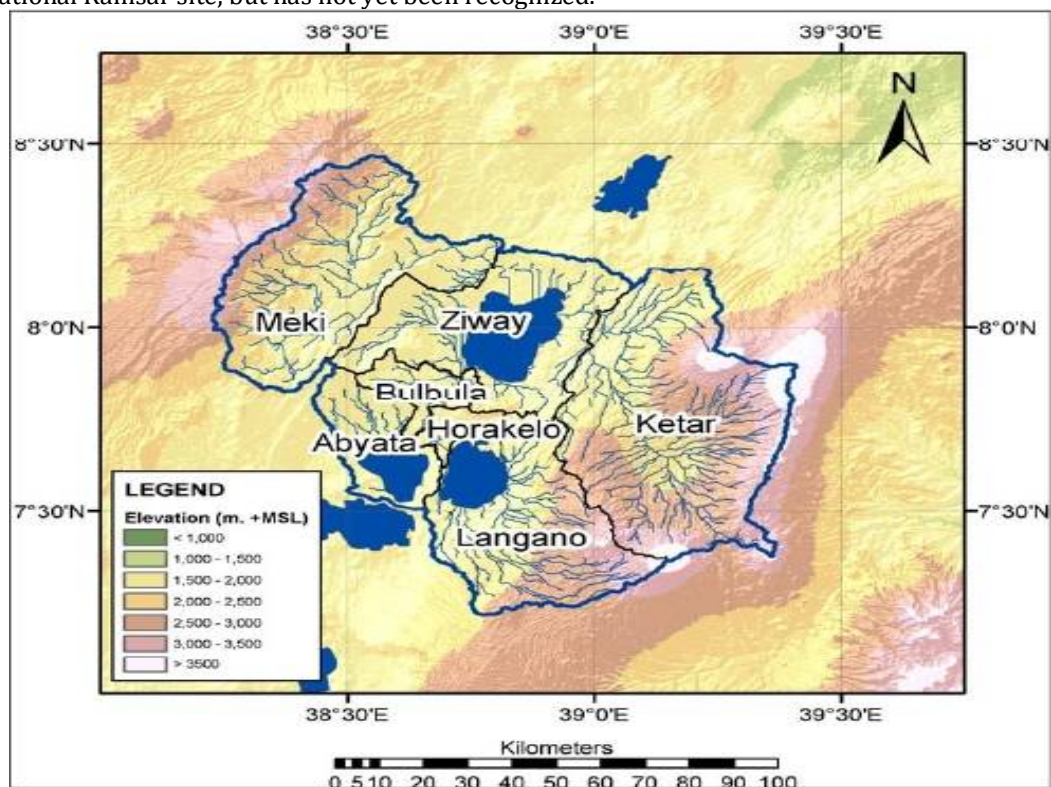 ational Ramsar site, but has not yet been recognized.
38°30'E 39°0'E 39°30'E
N
8°30'N 8°30'N
Meki Ziway
8°0'N 8°0'N
Bulbula
Abyata Horakelo Ketar
LEGEND
Elevation (m. +MSL)
< 1,000
1,000 - 1,500
1,500 - 2,000
2,000 - 2,500
2,500 - 3,000
3,000 - 3,500
> 3500
7°30'N 7°30'N
Langano
38°30'E 39°0'E 39°30'E
Kilometers
0 5 10 20 30 40 50 60 70 80 90 100